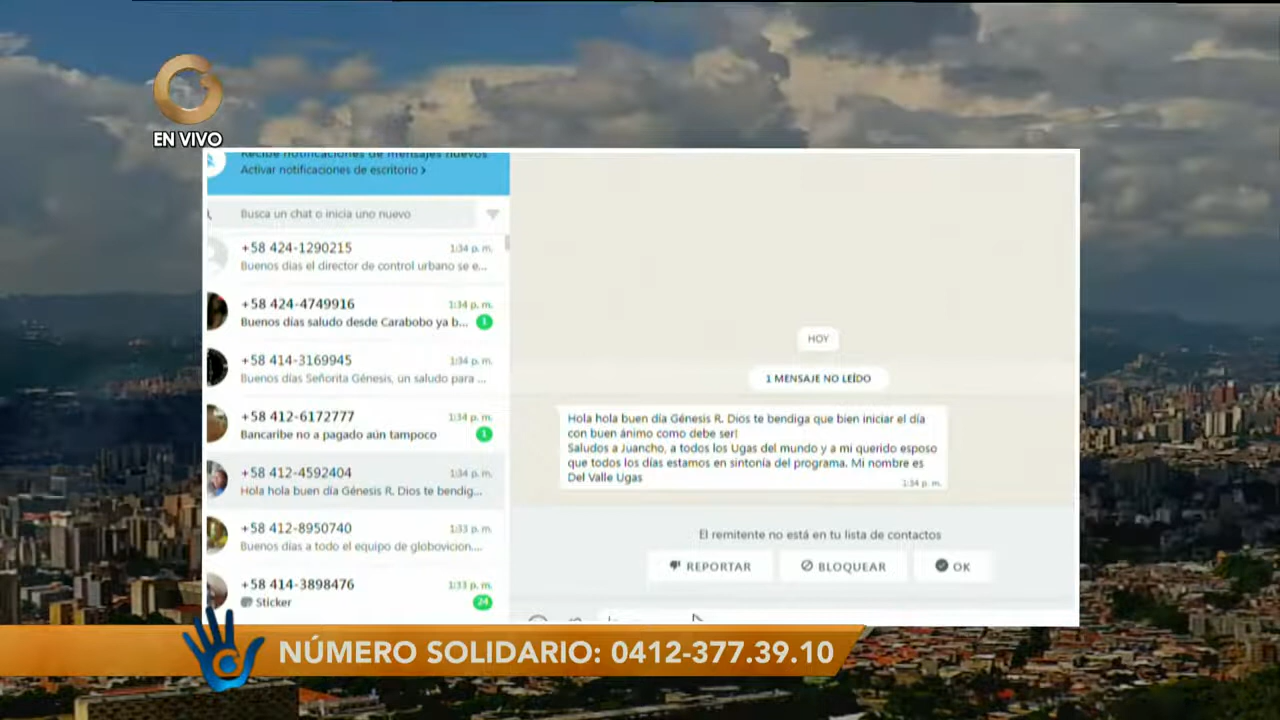 EN VIVO
Recibe notificaciones de mensajes nuevos
Activar notificaciones de escritorio >
Busca un chat o inicia uno nuevo
+58 424-1290215 1:34 p. m.
Buenos días el director de control urbano se e...
+58 424-4749916 1:34 p. m.
Buenos días saludo desde Carabobo ya b... 1
+58 414-3169945 1:34 p. m.
Buenos días Señorita Génesis, un saludo para ...
+58 412-6172777 1:34 p. m.
Bancaribe no a pagado aún tampoco 1
+58 412-4592404 1:34 p. m.
Hola hola buen día Génesis R. Dios te bendig...
+58 412-8950740 1:33 p. m.
Buenos días a todo el equipo de globovicion....
+58 414-3898476 1:33 p. m.
Sticker 24
HOY
1 MENSAJE NO LEÍDO
Hola hola buen día Génesis R. Dios te bendiga que bien iniciar el día
con buen ánimo como debe ser!
Saludos a Juancho, a todos los Ugas del mundo y a mi querido esposo
que todos los días estamos en sintonía del programa. Mi nombre es
Del Valle Ugas
1:34 p. m.
El remitente no está en tu lista de contactos
REPORTAR BLOQUEAR OK
NÚMERO SOLIDARIO: 0412-377.39.10